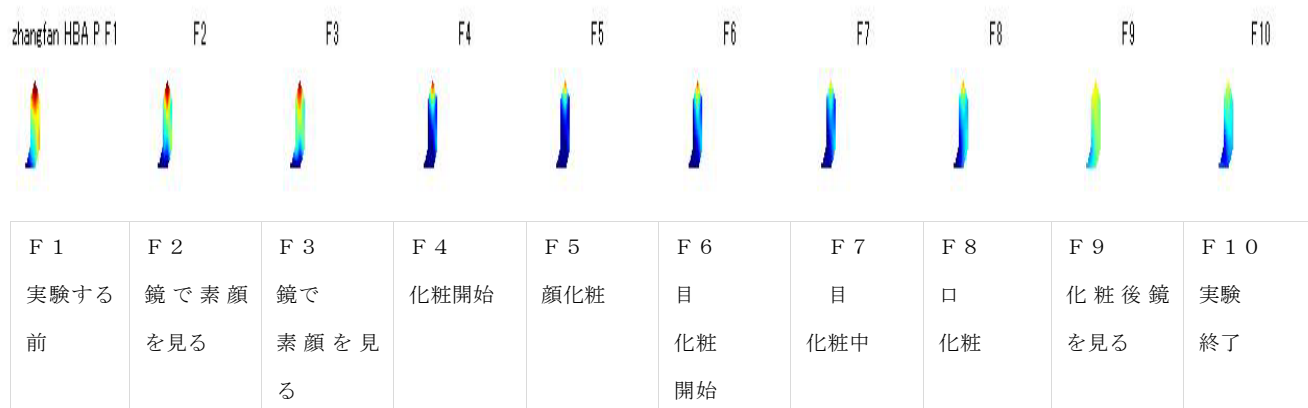 zhangfan HBA P F1 F2 F3 F4 F5 F6 F7 F8 F9 F10
F1
実験する
前
F2
鏡で素顔
を見る
F3
鏡で
素顔を見
る
F4
化粧開始
F5
顔化粧
F6
目
化粧
開始
F7
目
化粧中
F8
口
化粧
F9
化粧後鏡
を見る
F10
実験
終了